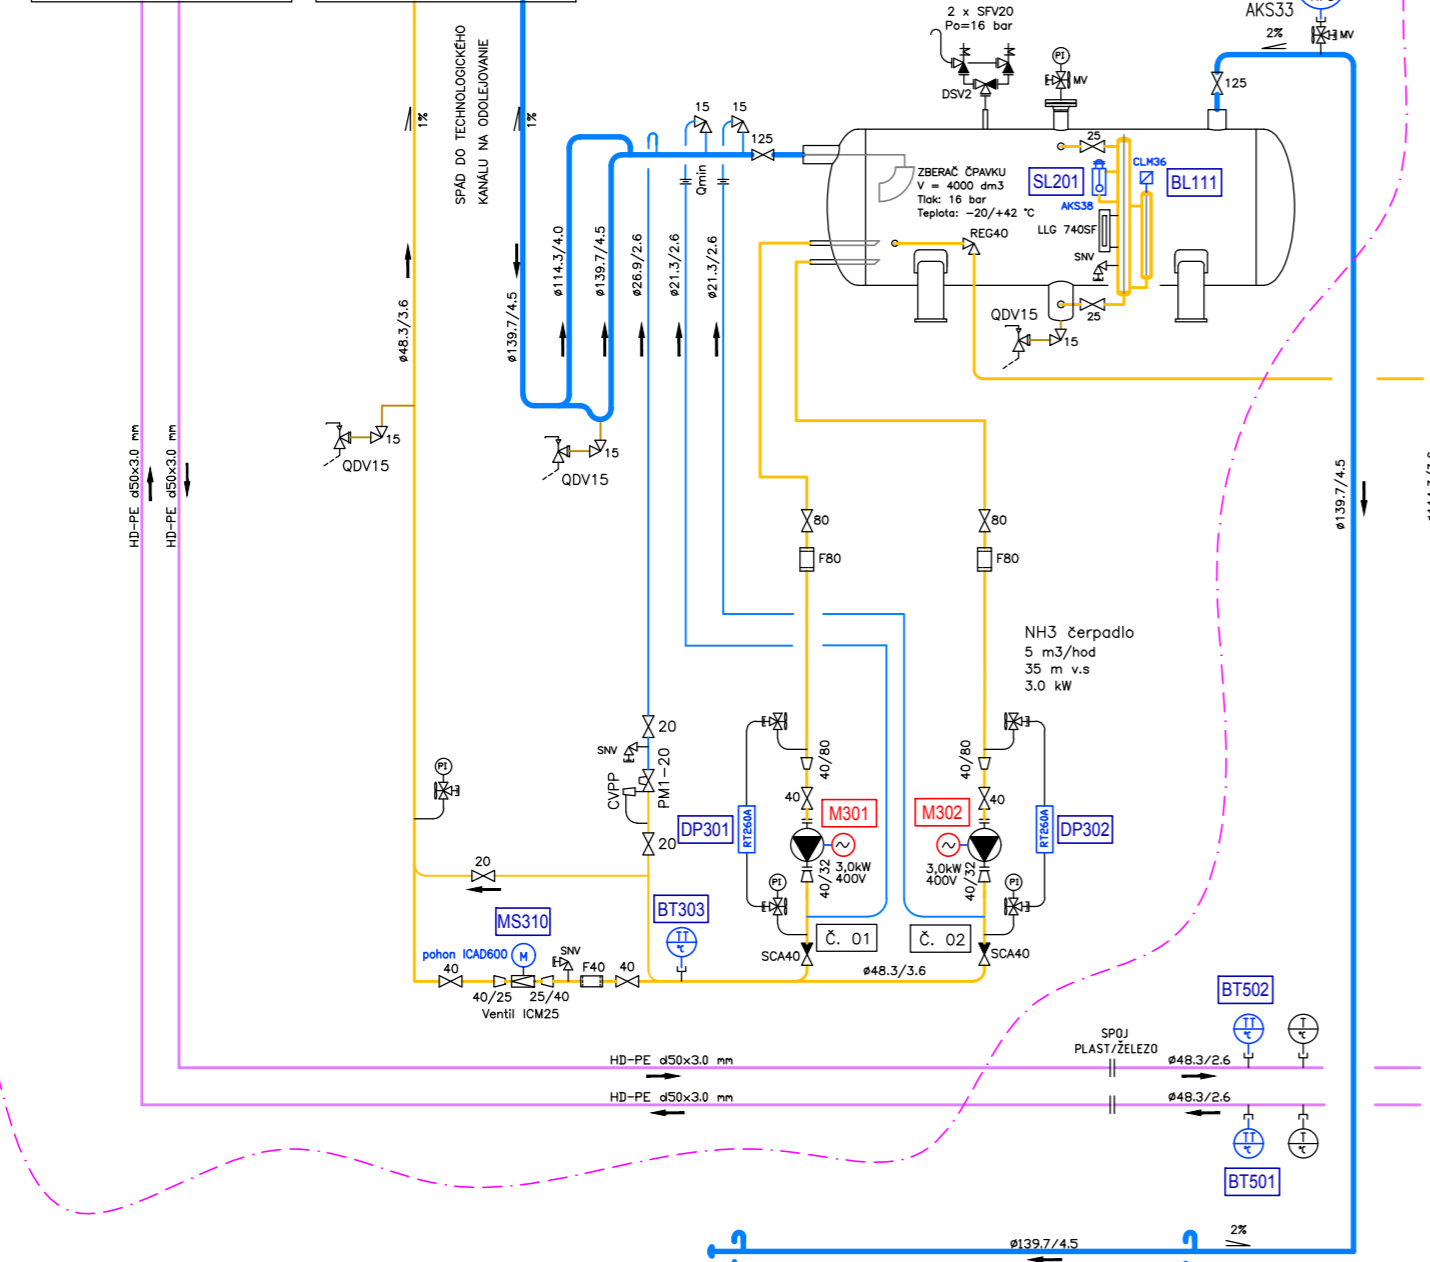 2 x SFV20
Po=16 bar
AKS33
2%
MV
PI
MV
DSV2
125
SPÁD DO TECHNOLOGICKÉHO
KANÁLU NA ODOLEJOVANIE
1%
1%
15
15
125
Qmin
25
ZBERAČ ČPAVKU
V = 4000 dm3
Tlak: 16 bar
Teplota: -20/+42 °C
SL201
CLM36
BL111
AKS38
LLG 740SF
REG40
SNV
25
QDV15
15
ø48.3/3.6
ø139.7/4.5
ø114.3/4.0
ø139.7/4.5
ø26.9/2.6
ø21.3/2.6
ø21.3/2.6
15
QDV15
15
QDV15
HD-PE d50x3.0 mm
HD-PE d50x3.0 mm
ø139.7/4.5
80
80
F80
F80
NH3 čerpadlo
5 m3/hod
35 m v.s
3.0 kW
20
SNV
CVPP
PM1-20
20
PI
40/80
40/80
40
40
M301
M302
DP301
RT260A
RT260A
DP302
3,0kW
400V
3,0kW
400V
40/32
40/32
PI
PI
20
BT303
TT
°C
MS310
pohon ICAD600
M
SNV
F40
40
40
40/25
25/40
Ventil ICM25
Č. 01
Č. 02
SCA40
SCA40
ø48.3/3.6
BT502
TT
°C
T
°C
SPOJ
PLAST/ŽELEZO
HD-PE d50x3.0 mm
ø48.3/2.6
HD-PE d50x3.0 mm
ø48.3/2.6
TT
°C
T
°C
BT501
ø139.7/4.5
2%